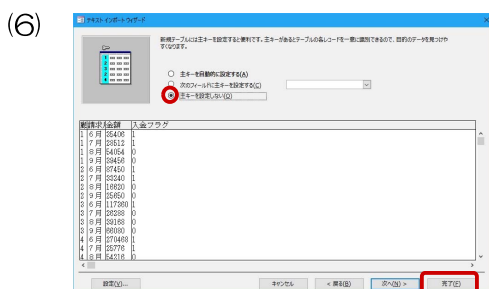 (6)
テキスト インポート ウィザード
新規テーブルには主キーを設定すると便利です。主キーがあるとテーブルの各レコードを一意に識別できるので、目的のデータを見つけや
すくなります。
主キーを自動的に設定する(A)
次のフィールドに主キーを設定する(C)
主キーを設定しない(O)
請求月 金額 入会フラグ
1 6月 35406 1
1 7月 28512 1
1 8月 54054 0
1 9月 39456 0
2 6月 87450 1
2 7月 33240 1
2 8月 16620 0
2 9月 25650 0
3 6月 117360 1
3 7月 26288 0
3 8月 39168 0
3 9月 66080 0
4 6月 270468 1
4 7月 25776 1
4 8月 54216 0
設定(V)... キャンセル < 戻る(B) 次へ(N) > 完了(F)